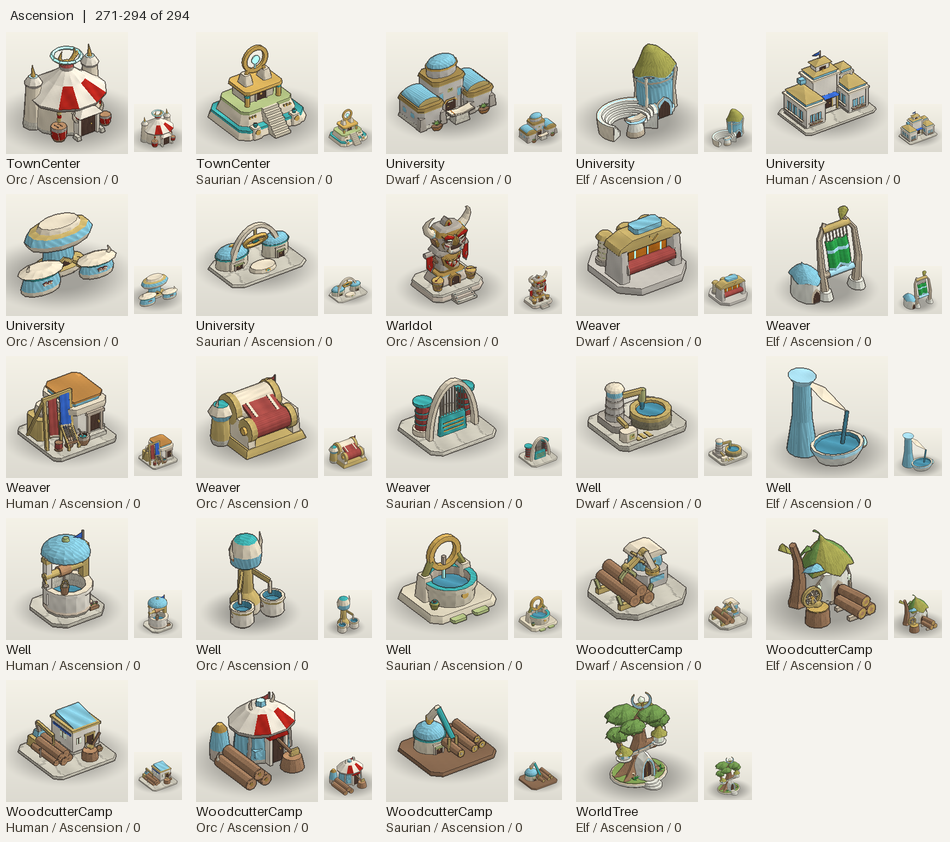 Ascension | 271-294 of 294
TownCenter
Orc / Ascension / 0
TownCenter
Saurian / Ascension / 0
University
Dwarf / Ascension / 0
University
Elf / Ascension / 0
University
Human / Ascension / 0
University
Orc / Ascension / 0
University
Saurian / Ascension / 0
WarIdol
Orc / Ascension / 0
Weaver
Dwarf / Ascension / 0
Weaver
Elf / Ascension / 0
Weaver
Human / Ascension / 0
Weaver
Orc / Ascension / 0
Weaver
Saurian / Ascension / 0
Well
Dwarf / Ascension / 0
Well
Elf / Ascension / 0
Well
Human / Ascension / 0
Well
Orc / Ascension / 0
Well
Saurian / Ascension / 0
WoodcutterCamp
Dwarf / Ascension / 0
WoodcutterCamp
Elf / Ascension / 0
WoodcutterCamp
Human / Ascension / 0
WoodcutterCamp
Orc / Ascension / 0
WoodcutterCamp
Saurian / Ascension / 0
WorldTree
Elf / Ascension / 0